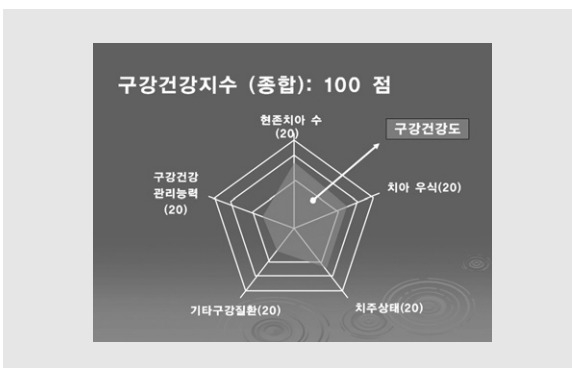 구강건강지수 (종합): 100 점
현존치아 수
(20)
구강건강도
구강건강
관리능력
(20)
치아 우식(20)
기타구강질환(20)
치주상태(20)